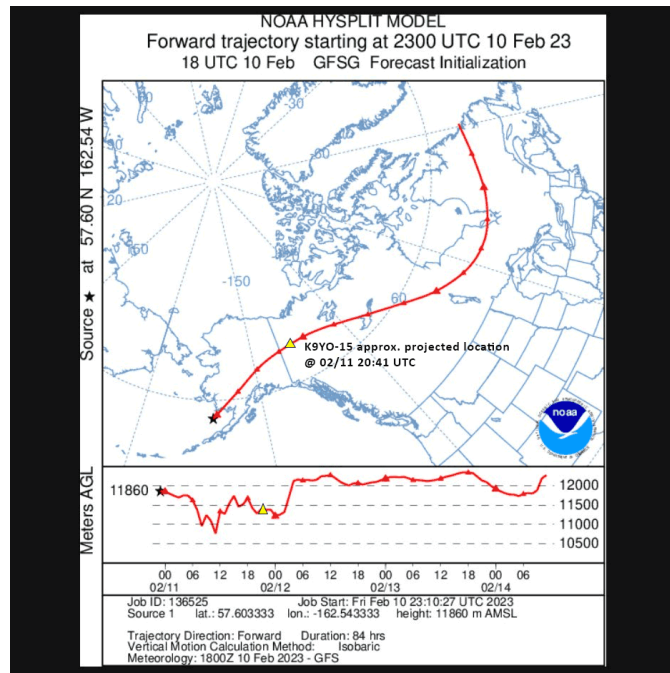 NOAA HYSPLIT MODEL
Forward trajectory starting at 2300 UTC 10 Feb 23
18 UTC 10 Feb GFSG Forecast Initialization
Source ★ at 57.60 N 162.54 W
-30
20
-150
60
K9YO-15 approx. projected location
@ 02/11 20:41 UTC
noaa
Meters AGL
11860
12000
11500
11000
10500
00 06 12 18 00 06 12 18 00 06 12 18 00 06
02/11 02/12 02/13 02/14
Job ID: 136525 Job Start: Fri Feb 10 23:10:27 UTC 2023
Source 1 lat.: 57.603333 lon.: -162.543333 height: 11860 m AMSL
Trajectory Direction: Forward Duration: 84 hrs
Vertical Motion Calculation Method: Isobaric
Meteorology: 1800Z 10 Feb 2023 - GFS